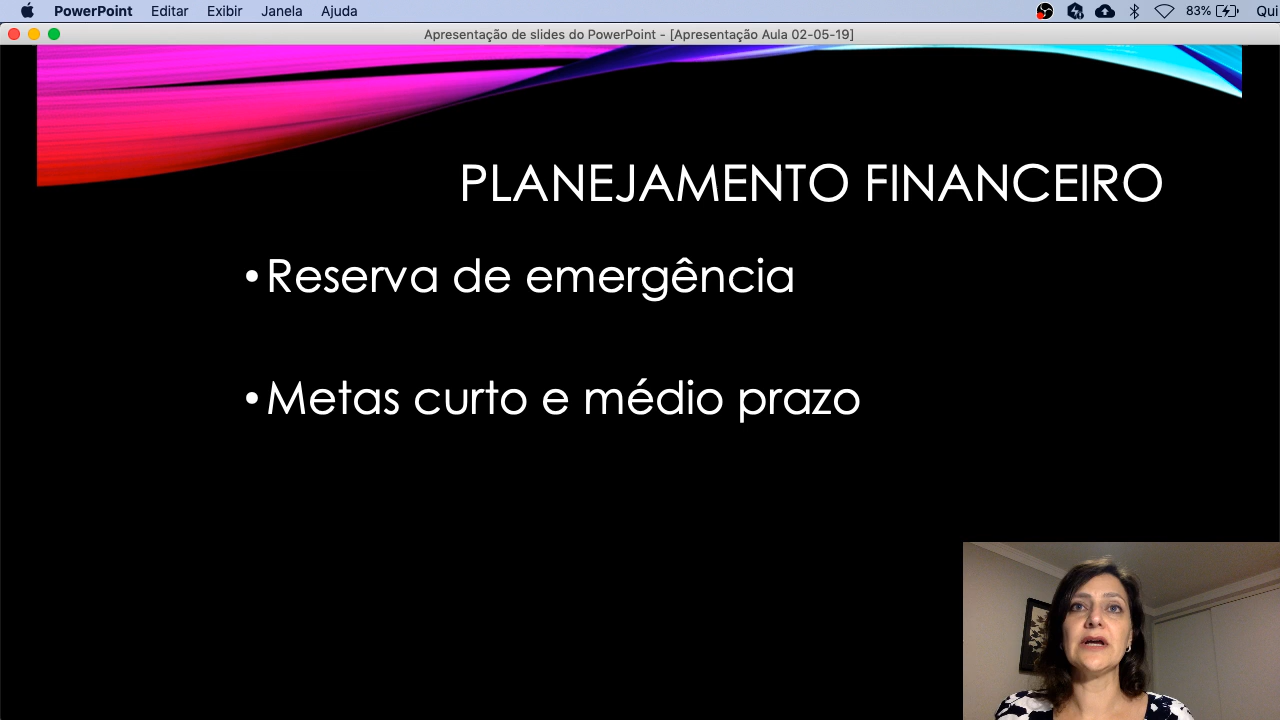 PowerPoint Editar Exibir Janela Ajuda 83% Qui
Apresentação de slides do PowerPoint - [Apresentação Aula 02-05-19]
PLANEJAMENTO FINANCEIRO
• Reserva de emergência
• Metas curto e médio prazo